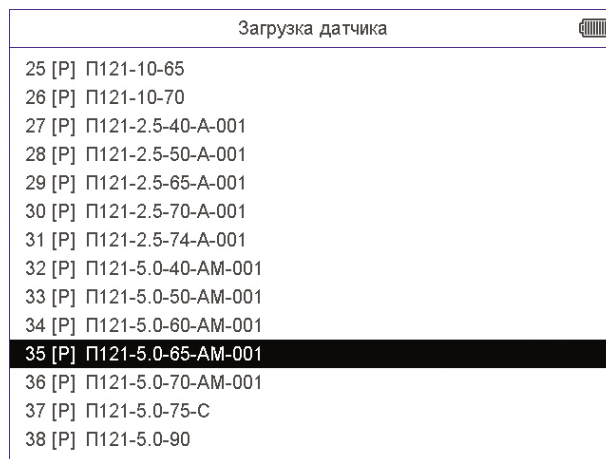 Загрузка датчика
25 [P] П121-10-65
26 [P] П121-10-70
27 [P] П121-2.5-40-А-001
28 [P] П121-2.5-50-А-001
29 [P] П121-2.5-65-А-001
30 [P] П121-2.5-70-А-001
31 [P] П121-2.5-74-А-001
32 [P] П121-5.0-40-АМ-001
33 [P] П121-5.0-50-АМ-001
34 [P] П121-5.0-60-АМ-001
35 [P] П121-5.0-65-АМ-001
36 [P] П121-5.0-70-АМ-001
37 [P] П121-5.0-75-С
38 [P] П121-5.0-90